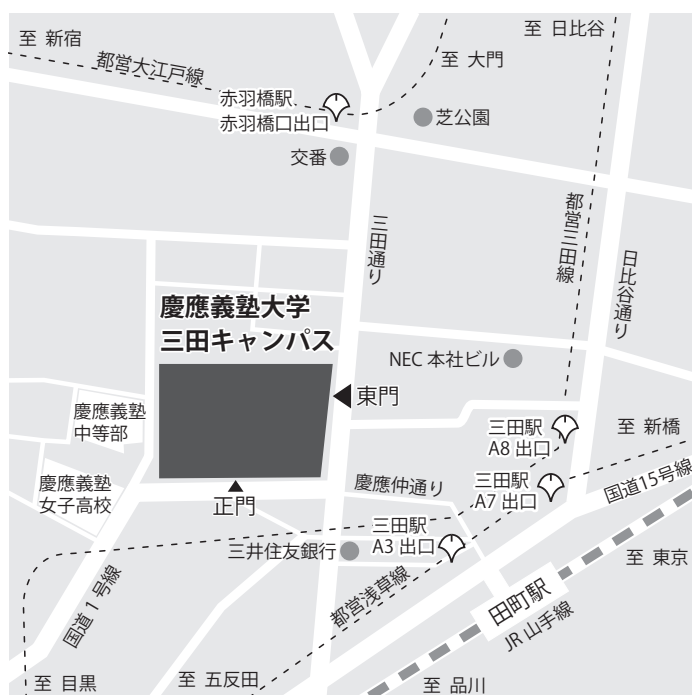 至 新宿
都営大江戸線
至 日比谷
至 大門
赤羽橋駅
赤羽橋口出口
芝公園
交番
三田通り
都営三田線
日比谷通り
慶應義塾大学
三田キャンパス
NEC 本社ビル
東門
慶應義塾
中等部
三田駅
A8 出口
至 新橋
慶應義塾
女子高校
正門
慶應仲通り
三田駅
A7 出口
国道15号線
三田駅
A3 出口
三井住友銀行
至 東京
国道 1 号線
都営浅草線
田町駅
JR 山手線
至 目黒
至 五反田
至 品川